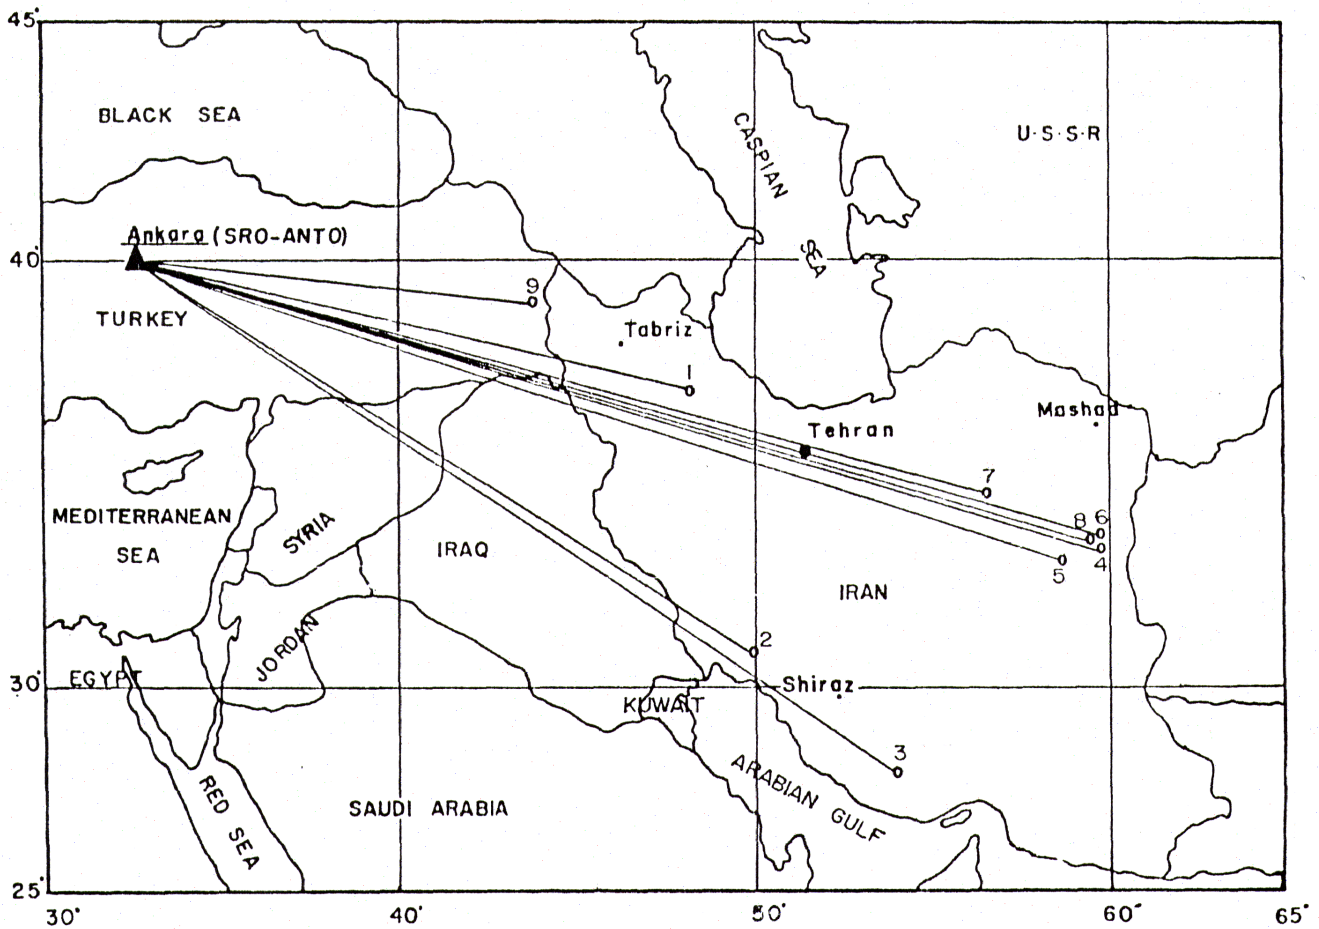 45°
BLACK SEA
CASPIAN
SEA
U·S·S·R
Ankara (SRO-ANTO)
40°
9
TURKEY
Tabriz
1
Mashad
Tehran
7
MEDITERRANEAN
SEA
SYRIA
IRAQ
8 6
5 4
IRAN
JORDAN
2
EGYPT
30°
Shiraz
KUWAIT
3
ARABIAN GULF
RED SEA
SAUDI ARABIA
25°
30° 40° 50° 60° 65°